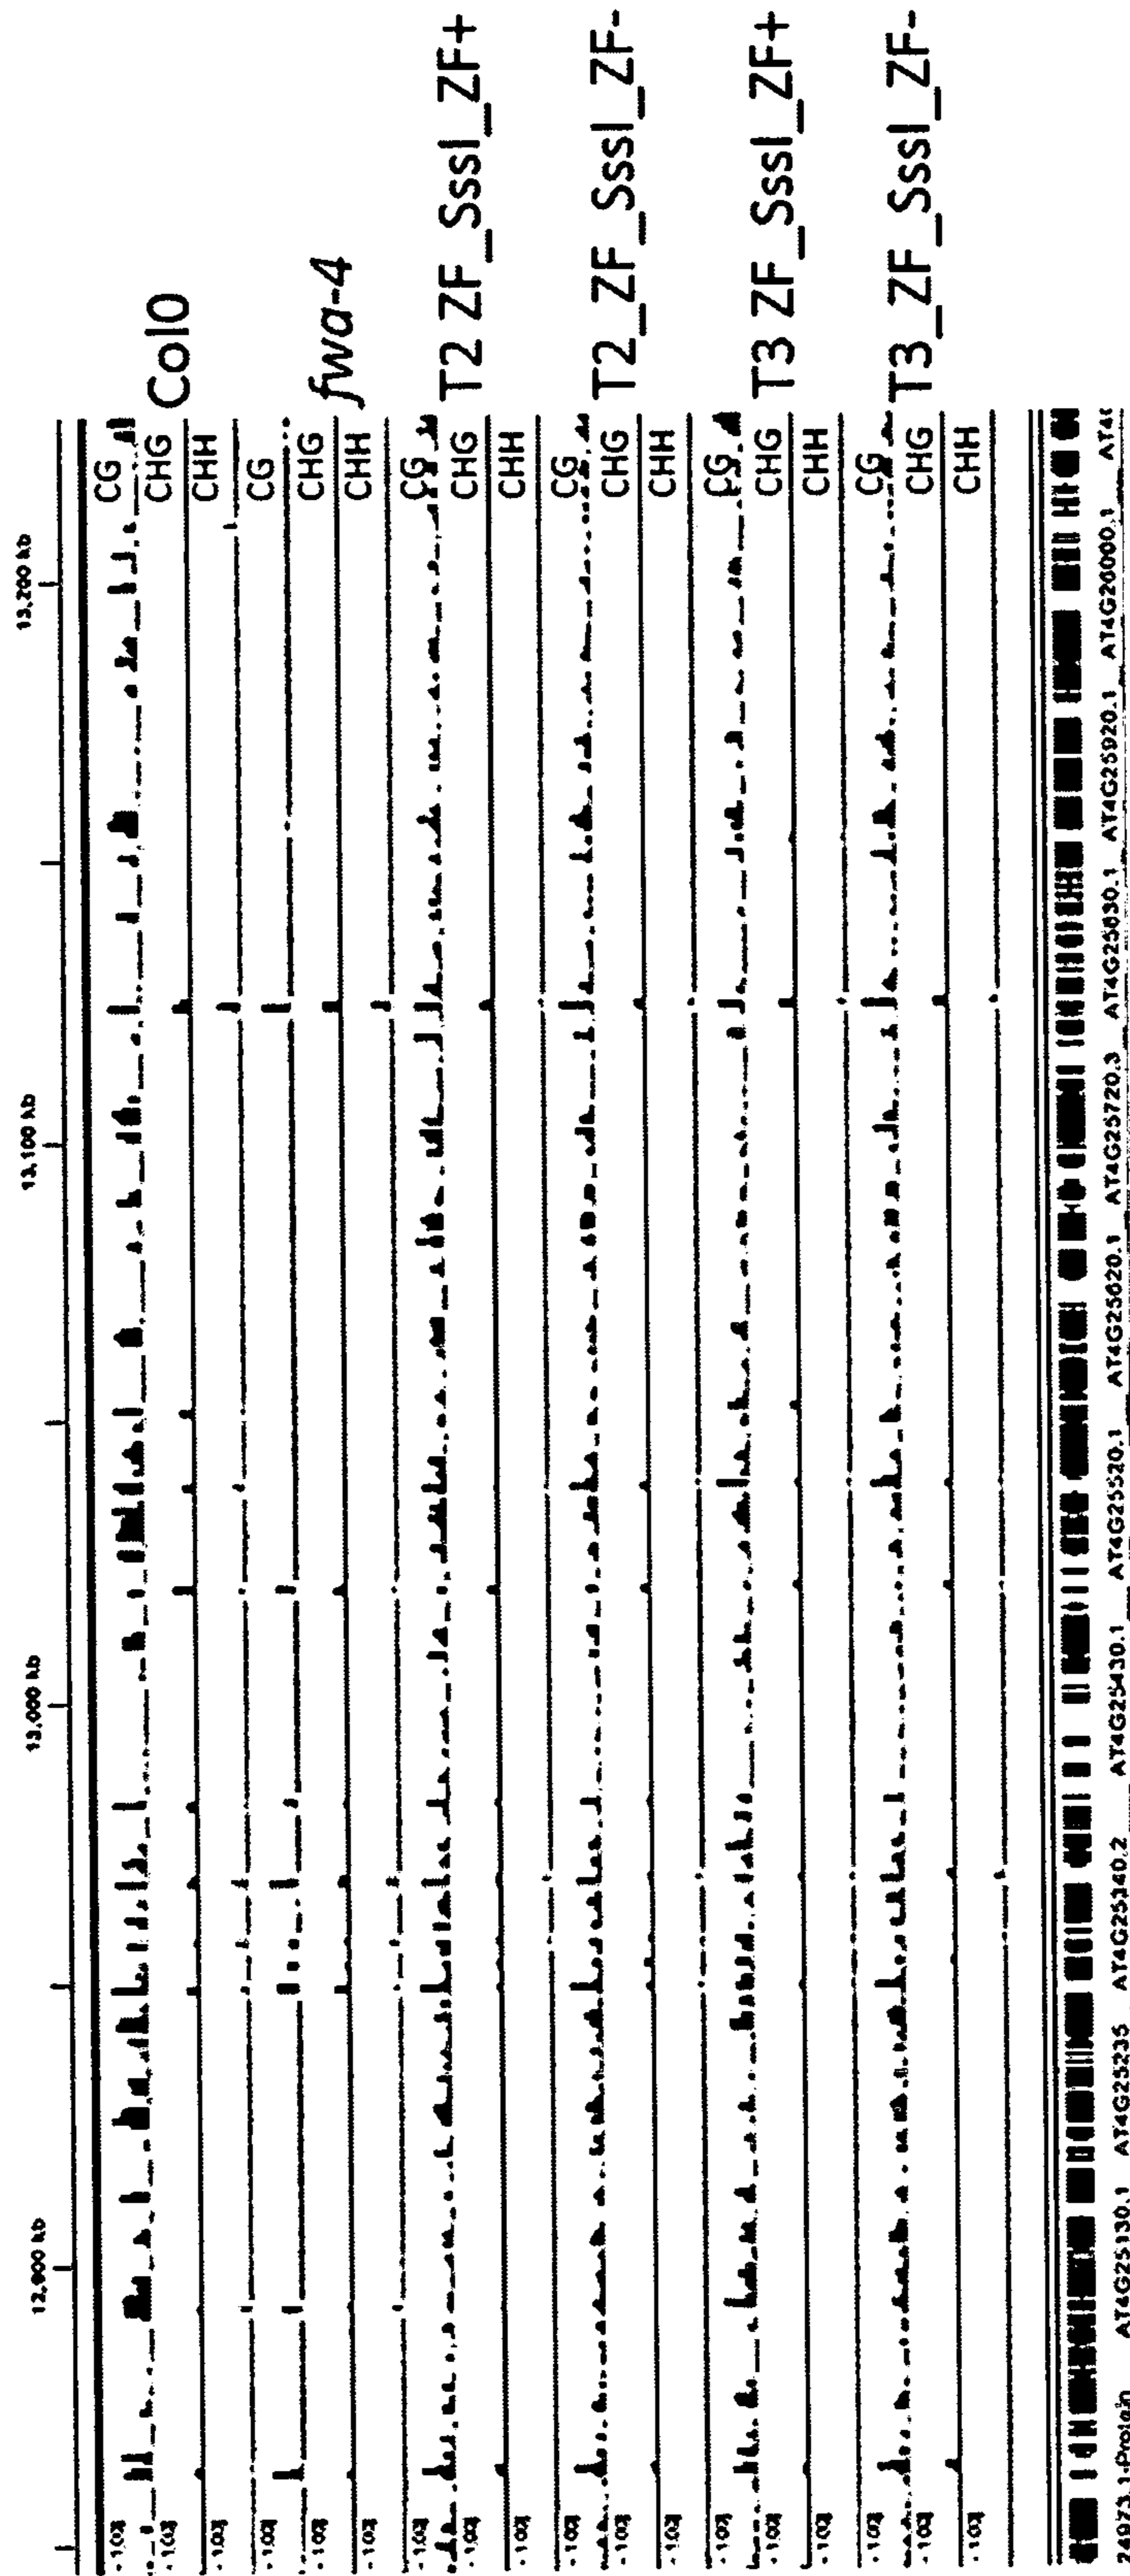 12,900 kb 13,000 kb 13,100 kb 13,200 kb
CG
CHG
CHH
Col0
CG
CHG
CHH
fwa-4
CG
CHG
CHH
T2 ZF_SssI_ZF+
CG
CHG
CHH
T2_ZF_SssI_ZF-
CG
CHG
CHH
T3 ZF_SssI_ZF+
CG
CHG
CHH
T3_ZF_SssI_ZF-
24973.1-Protein AT4G25130.1 AT4G25235 AT4G25340.2 AT4G25430.1 AT4G25520.1 AT4G25620.1 AT4G25720.3 AT4G25830.1 AT4G25920.1 AT4G26000.1